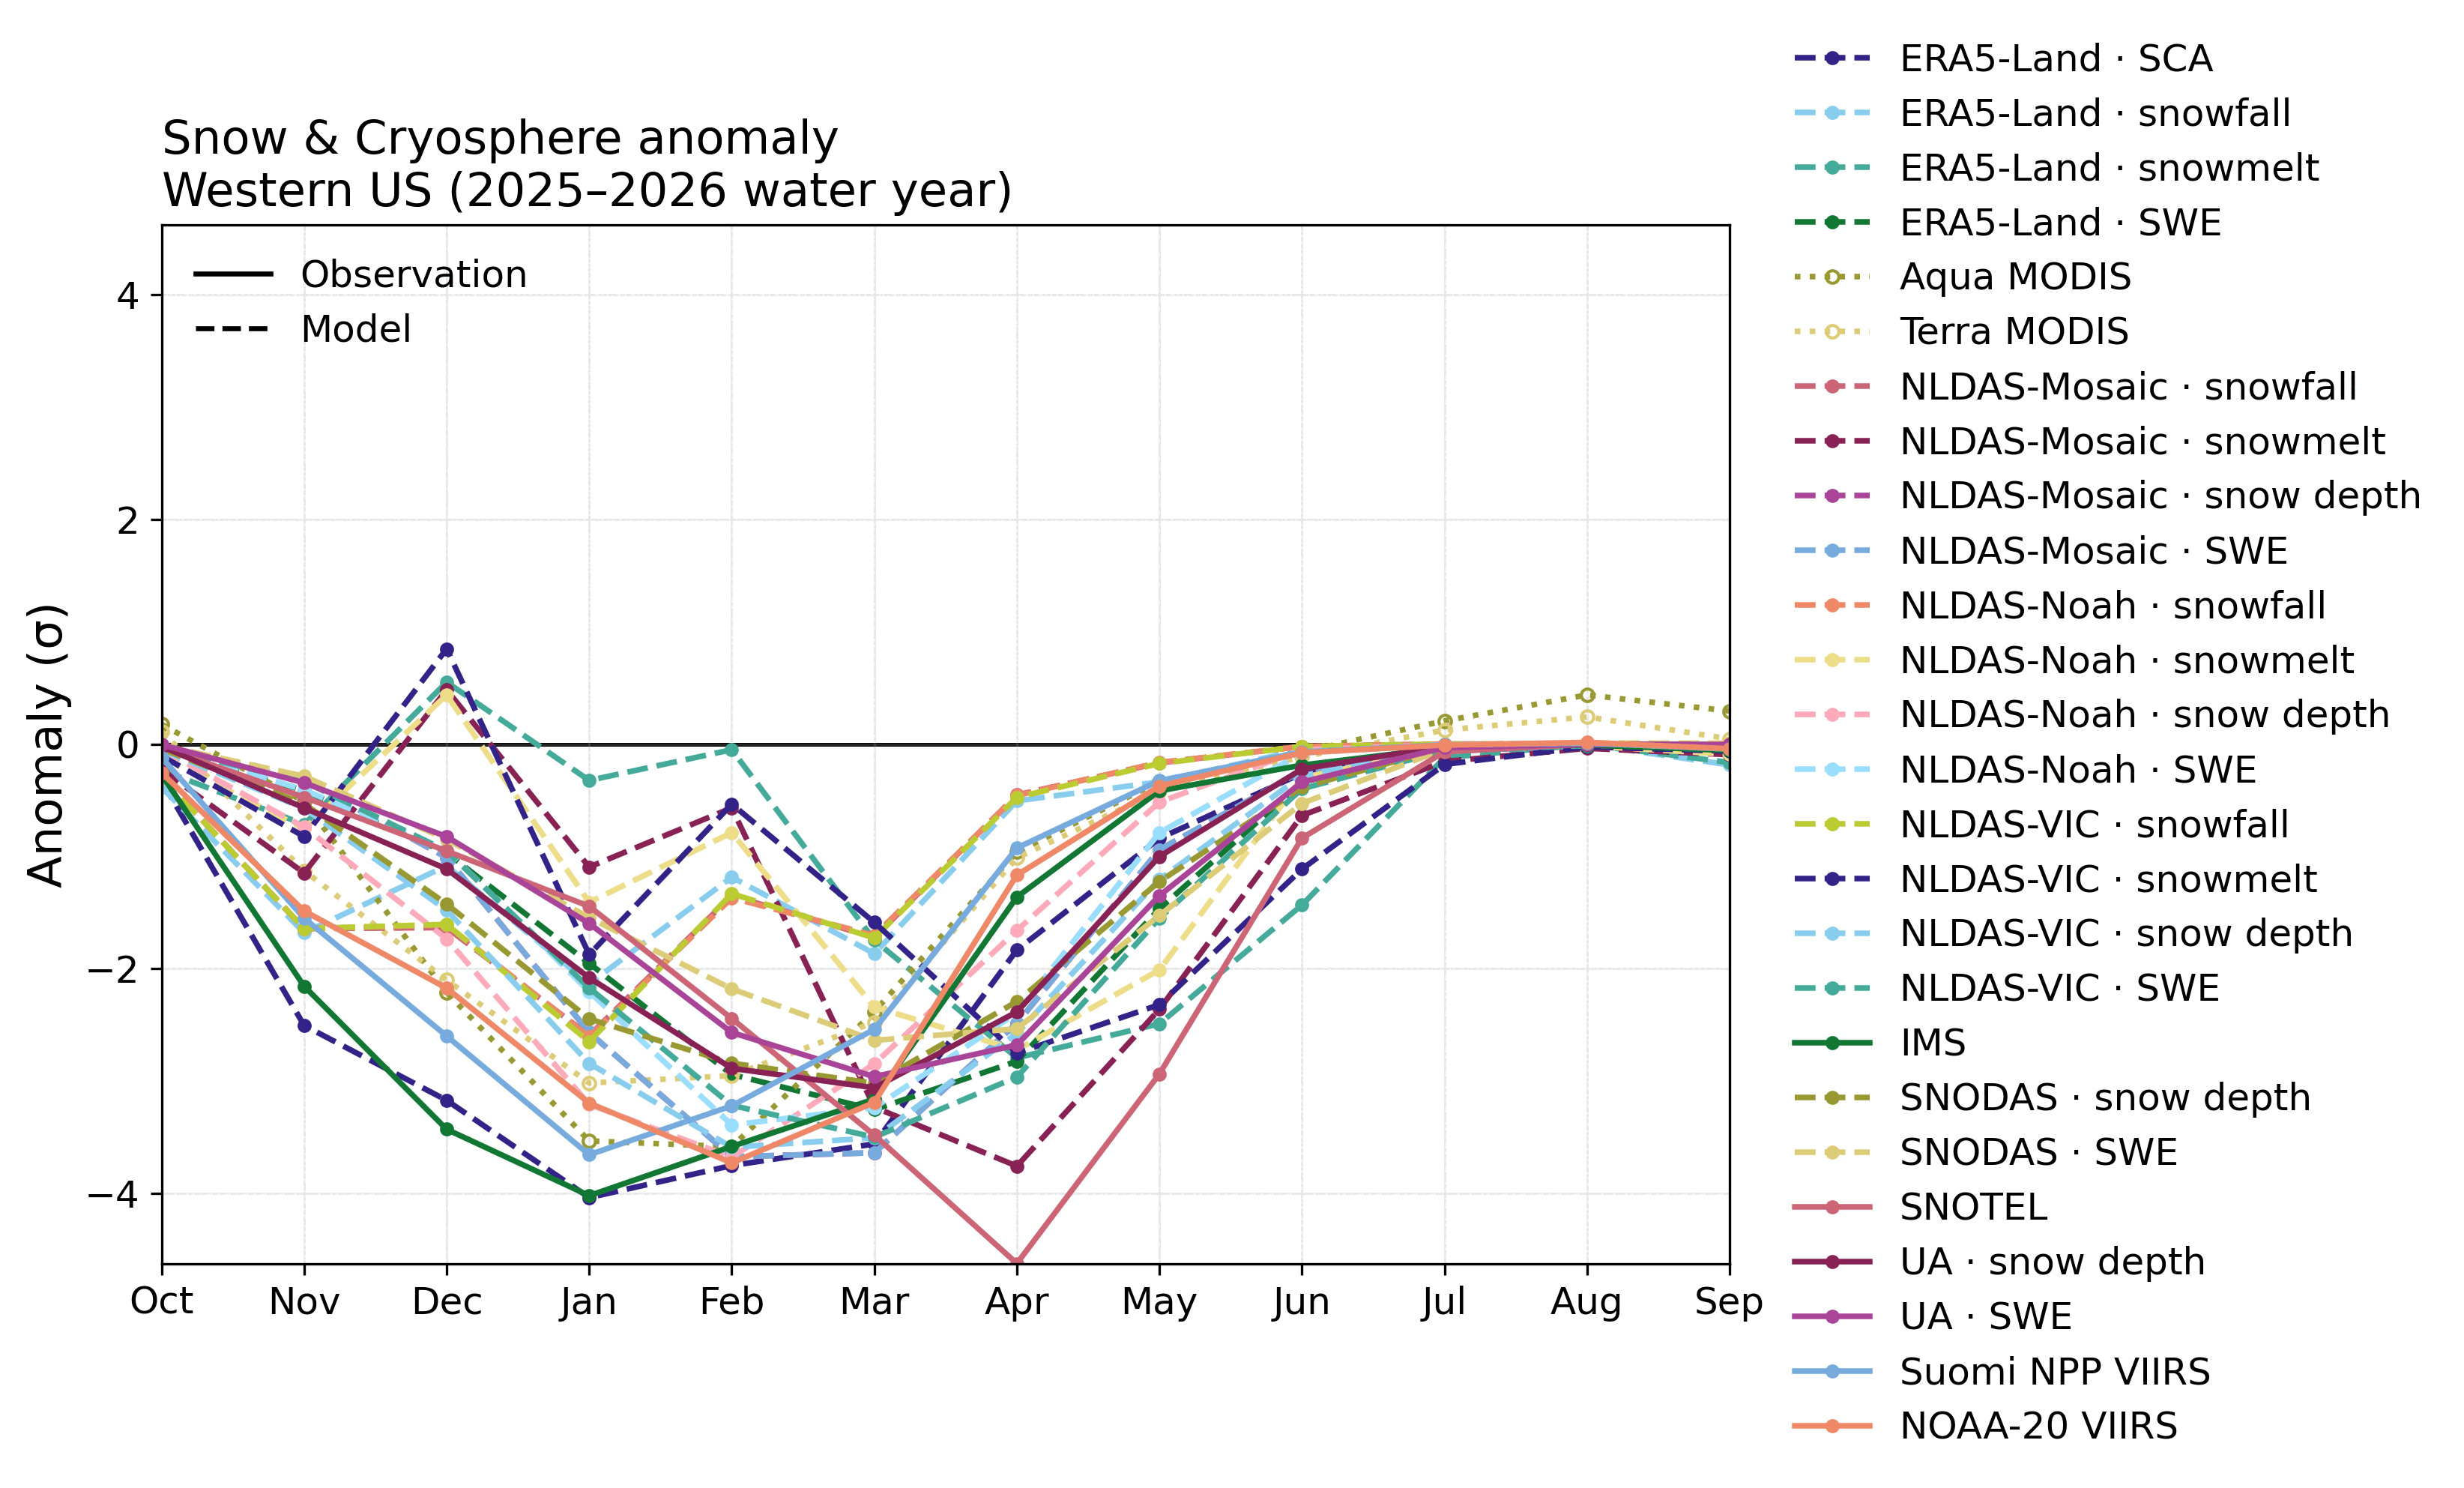 Snow & Cryosphere anomaly
Western US (2025–2026 water year)
Observation
Model
Anomaly (σ)
4
2
0
−2
−4
Oct Nov Dec Jan Feb Mar Apr May Jun Jul Aug Sep
ERA5-Land · SCA
ERA5-Land · snowfall
ERA5-Land · snowmelt
ERA5-Land · SWE
Aqua MODIS
Terra MODIS
NLDAS-Mosaic · snowfall
NLDAS-Mosaic · snowmelt
NLDAS-Mosaic · snow depth
NLDAS-Mosaic · SWE
NLDAS-Noah · snowfall
NLDAS-Noah · snowmelt
NLDAS-Noah · snow depth
NLDAS-Noah · SWE
NLDAS-VIC · snowfall
NLDAS-VIC · snowmelt
NLDAS-VIC · snow depth
NLDAS-VIC · SWE
IMS
SNODAS · snow depth
SNODAS · SWE
SNOTEL
UA · snow depth
UA · SWE
Suomi NPP VIIRS
NOAA-20 VIIRS